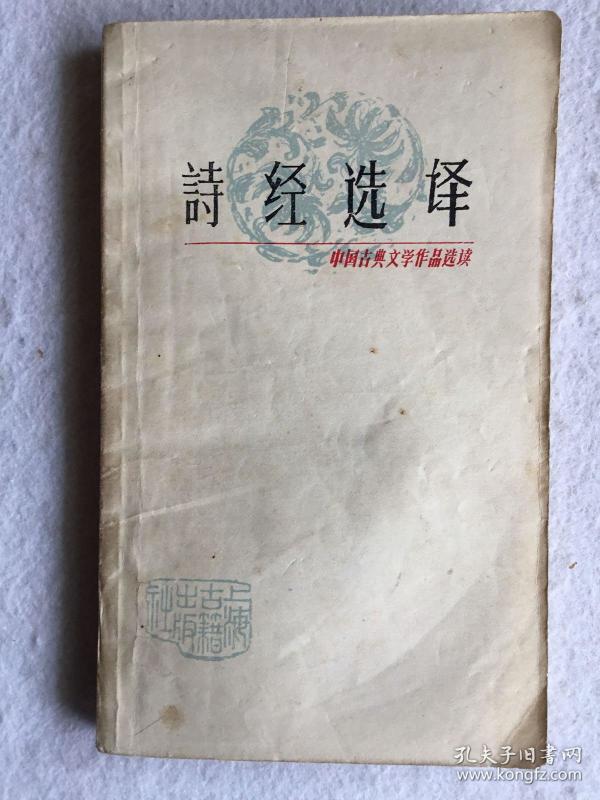 詩经选译
中国古典文学作品选读
上海
古籍
出版
社
孔夫子旧书网
www.kongfz.com